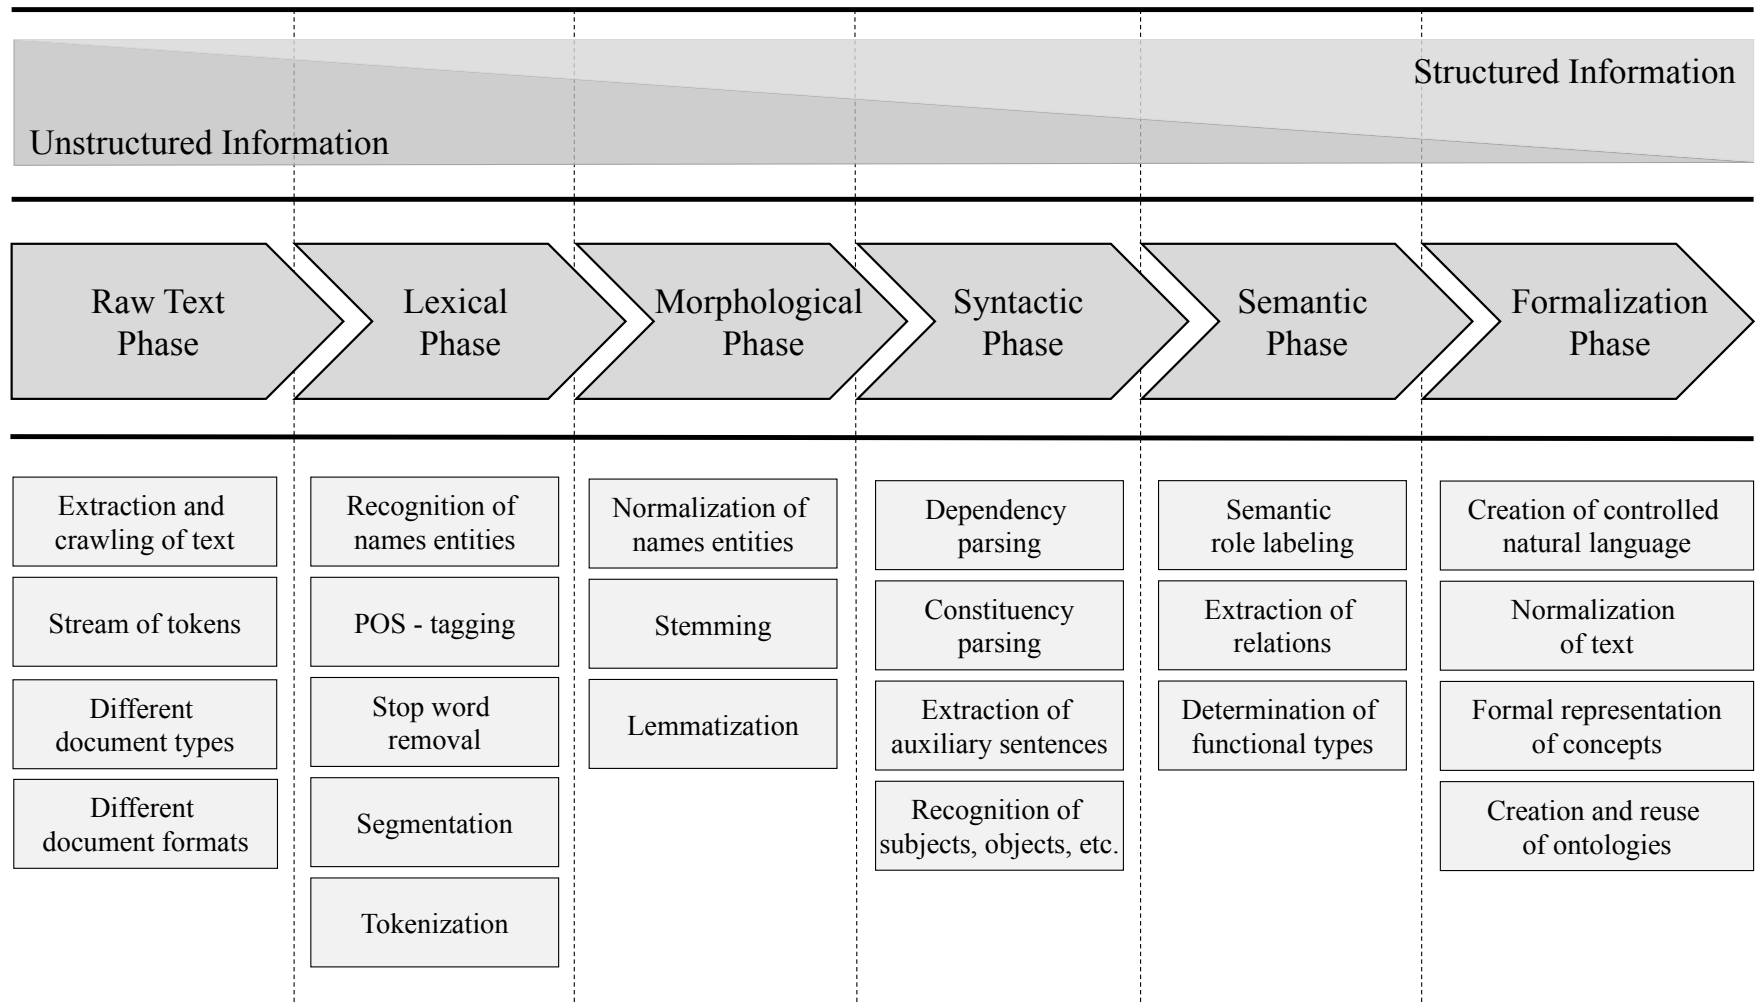 Structured Information
Unstructured Information
Raw Text
Phase
Lexical
Phase
Morphological
Phase
Syntactic
Phase
Semantic
Phase
Formalization
Phase
Extraction and
crawling of text
Stream of tokens
Different
document types
Different
document formats
Recognition of
names entities
POS - tagging
Stop word
removal
Segmentation
Tokenization
Normalization of
names entities
Stemming
Lemmatization
Dependency
parsing
Constituency
parsing
Extraction of
auxiliary sentences
Recognition of
subjects, objects, etc.
Semantic
role labeling
Extraction of
relations
Determination of
functional types
Creation of controlled
natural language
Normalization
of text
Formal representation
of concepts
Creation and reuse
of ontologies